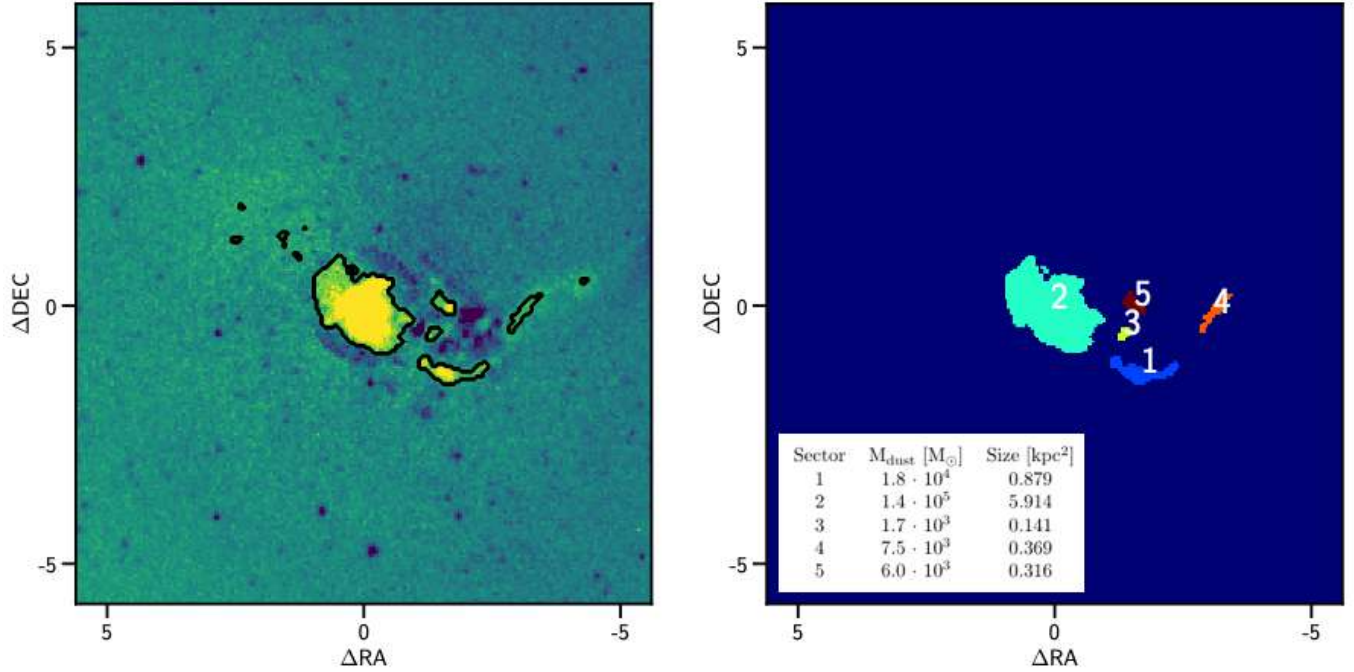 5
0
-5
ΔDEC
5
0
-5
ΔRA
5
0
-5
ΔDEC
2
5
3
4
1
Sector M_dust [M_⊙] Size [kpc²]
1 1.8 · 10⁴ 0.879
2 1.4 · 10⁵ 5.914
3 1.7 · 10³ 0.141
4 7.5 · 10³ 0.369
5 6.0 · 10³ 0.316
5
0
-5
ΔRA